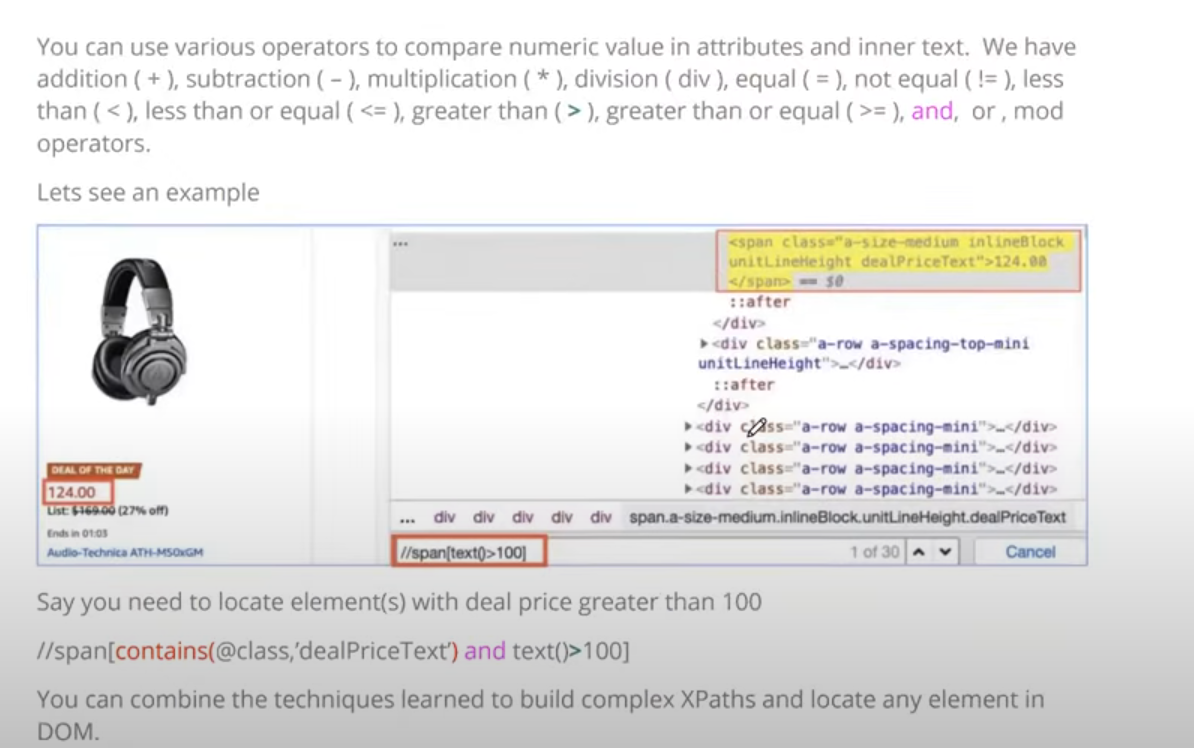 You can use various operators to compare numeric value in attributes and inner text.  We have
addition ( + ), subtraction ( – ), multiplication ( * ), division ( div ), equal ( = ), not equal ( != ), less
than ( < ), less than or equal ( <= ), greater than ( > ), greater than or equal ( >= ), and,  or , mod
operators.
Lets see an example
DEAL OF THE DAY
124.00
List: $169.00 (27% off)
Ends in 01:03
Audio-Technica ATH-M50xGM
...
<span class="a-size-medium inlineBlock
unitLineHeight dealPriceText">124.00
</span> == $0
::after
</div>
▶<div class="a-row a-spacing-top-mini
unitLineHeight">…</div>
::after
</div>
▶<div class="a-row a-spacing-mini">…</div>
▶<div class="a-row a-spacing-mini">…</div>
▶<div class="a-row a-spacing-mini">…</div>
▶<div class="a-row a-spacing-mini">…</div>
... div div div div div span.a-size-medium.inlineBlock.unitLineHeight.dealPriceText
//span[text()>100] 1 of 30 Cancel
Say you need to locate element(s) with deal price greater than 100
//span[contains(@class,’dealPriceText’) and text()>100]
You can combine the techniques learned to build complex XPaths and locate any element in
DOM.